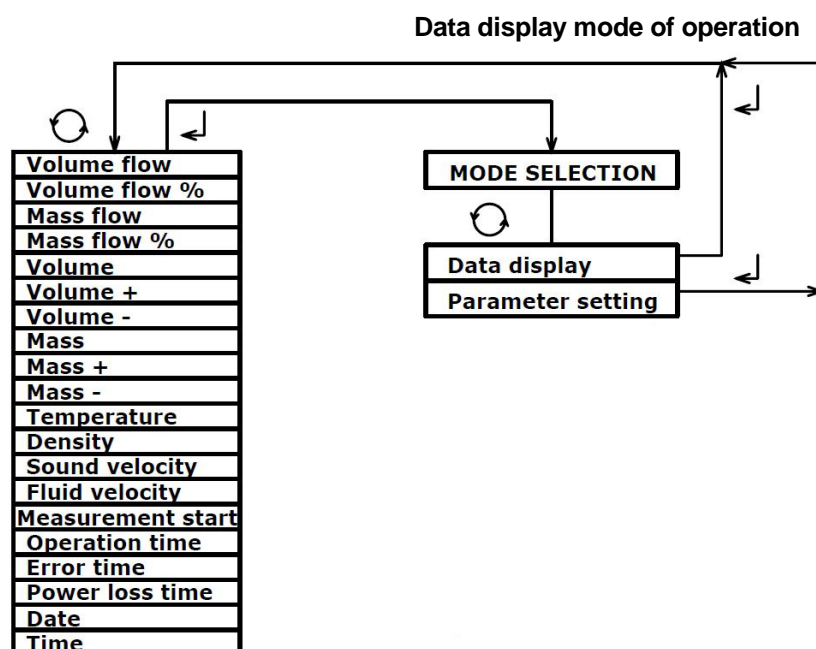 Data display mode of operation
Volume flow
Volume flow %
Mass flow
Mass flow %
Volume
Volume +
Volume -
Mass
Mass +
Mass -
Temperature
Density
Sound velocity
Fluid velocity
Measurement start
Operation time
Error time
Power loss time
Date
Time
MODE SELECTION
Data display
Parameter setting